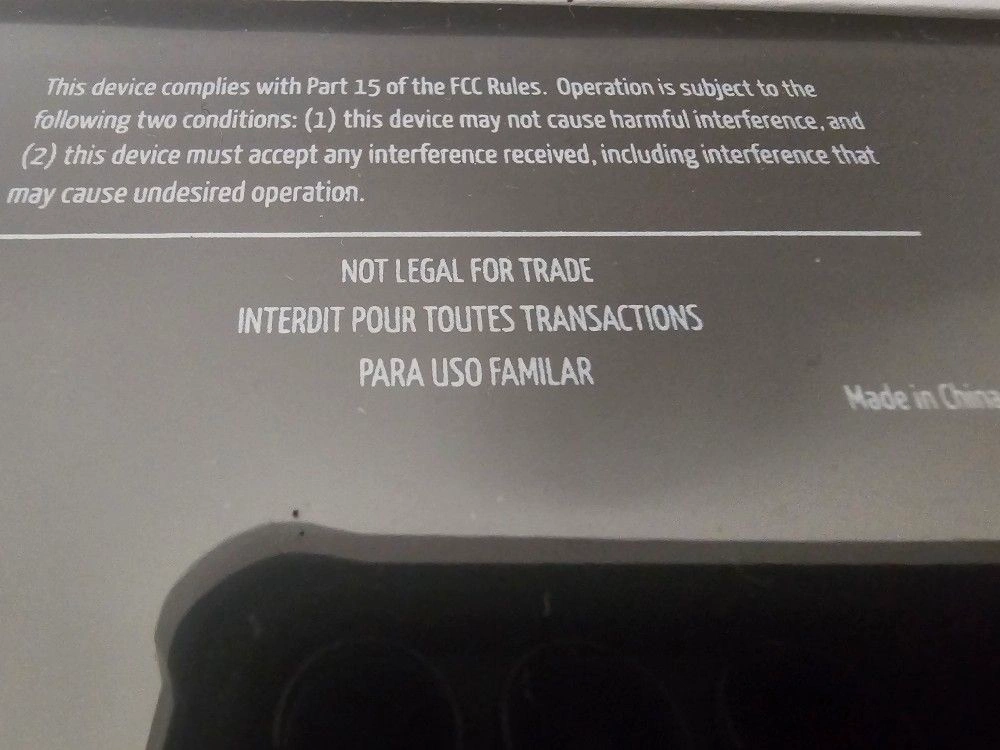 This device complies with Part 15 of the FCC Rules. Operation is subject to the
following two conditions: (1) this device may not cause harmful interference, and
(2) this device must accept any interference received, including interference that
may cause undesired operation.
NOT LEGAL FOR TRADE
INTERDIT POUR TOUTES TRANSACTIONS
PARA USO FAMILAR
Made in China